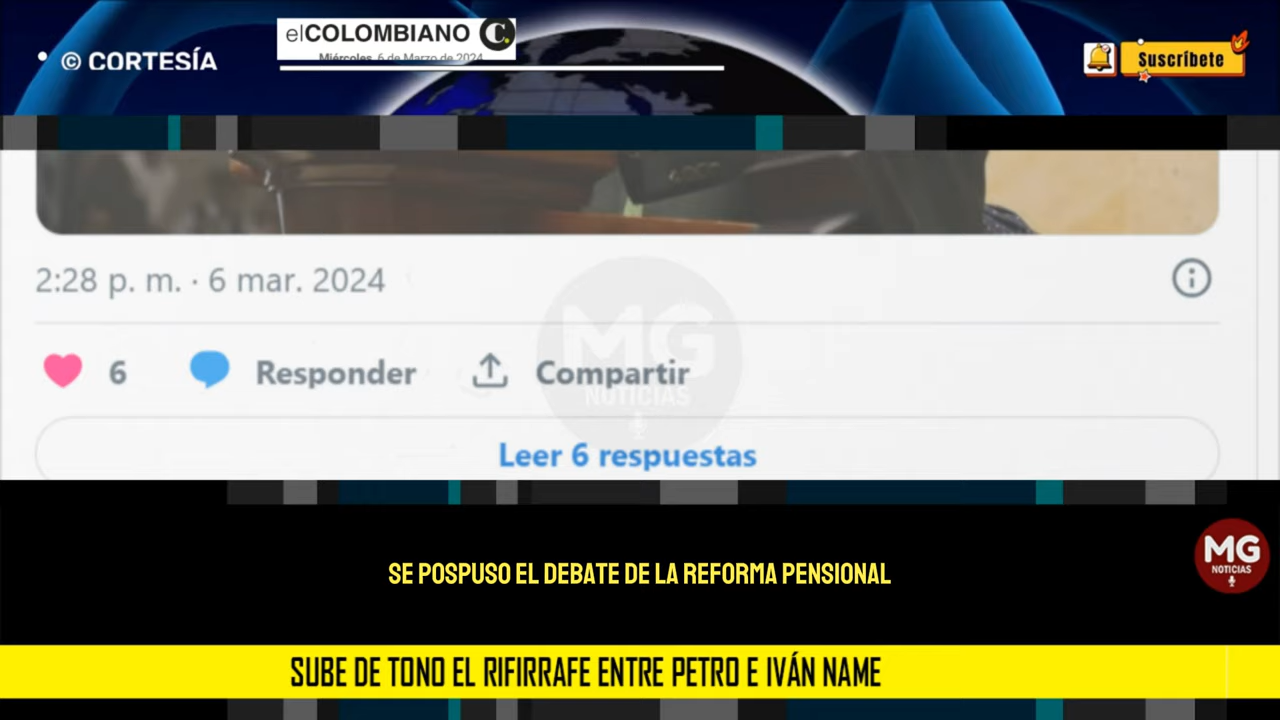 elCOLOMBIANO C.
© CORTESÍA
Miércoles, 6 de Marzo de 2024
Suscríbete
2:28 p. m. · 6 mar. 2024
6 Responder Compartir
MG
NOTICIAS
Leer 6 respuestas
SE POSPUSO EL DEBATE DE LA REFORMA PENSIONAL
MG
NOTICIAS
SUBE DE TONO EL RIFIRRAFE ENTRE PETRO E IVÁN NAME